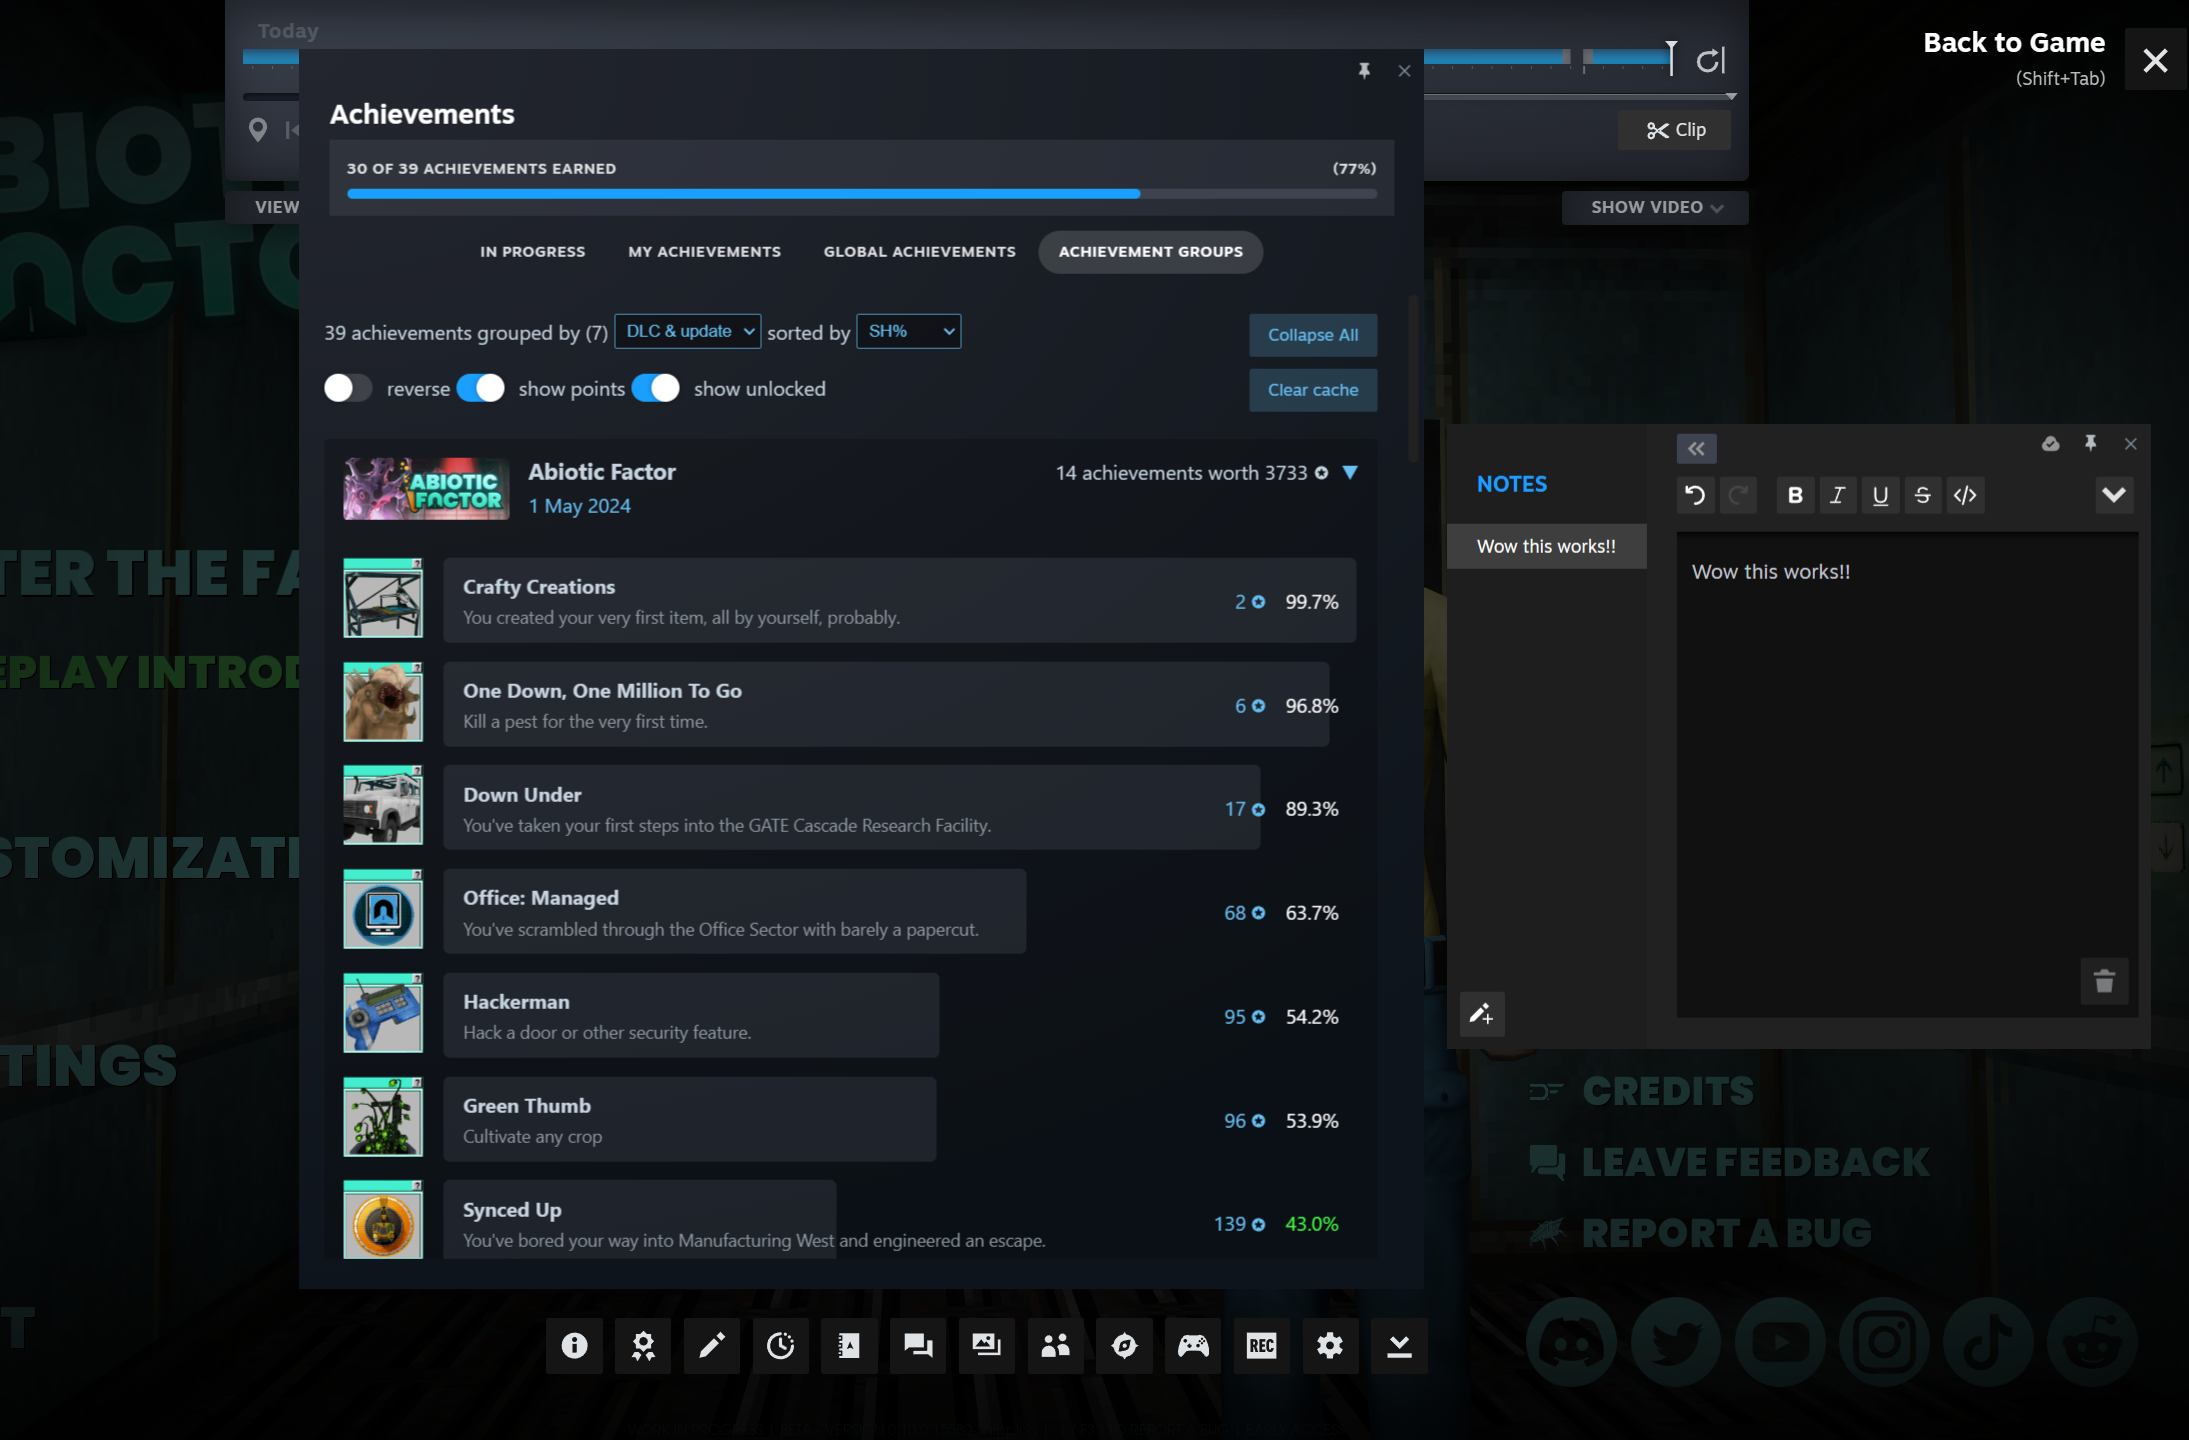 Today
Back to Game
(Shift+Tab)
Clip
VIEW
SHOW VIDEO
Achievements
30 OF 39 ACHIEVEMENTS EARNED
(77%)
IN PROGRESS
MY ACHIEVEMENTS
GLOBAL ACHIEVEMENTS
ACHIEVEMENT GROUPS
39 achievements grouped by (7) DLC & update sorted by SH%
Collapse All
reverse show points show unlocked
Clear cache
ABIOTIC
FACTOR
Abiotic Factor
1 May 2024
14 achievements worth 3733
Crafty Creations
You created your very first item, all by yourself, probably.
2 99.7%
One Down, One Million To Go
Kill a pest for the very first time.
6 96.8%
Down Under
You've taken your first steps into the GATE Cascade Research Facility.
17 89.3%
Office: Managed
You've scrambled through the Office Sector with barely a papercut.
68 63.7%
Hackerman
Hack a door or other security feature.
95 54.2%
Green Thumb
Cultivate any crop
96 53.9%
Synced Up
You've bored your way into Manufacturing West and engineered an escape.
139 43.0%
NOTES
Wow this works!!
B I U S </>
Wow this works!!
BIOT
ACTO
TER THE FA
EPLAY INTROD
STOMIZATI
TINGS
T
CREDITS
LEAVE FEEDBACK
REPORT A BUG
REC